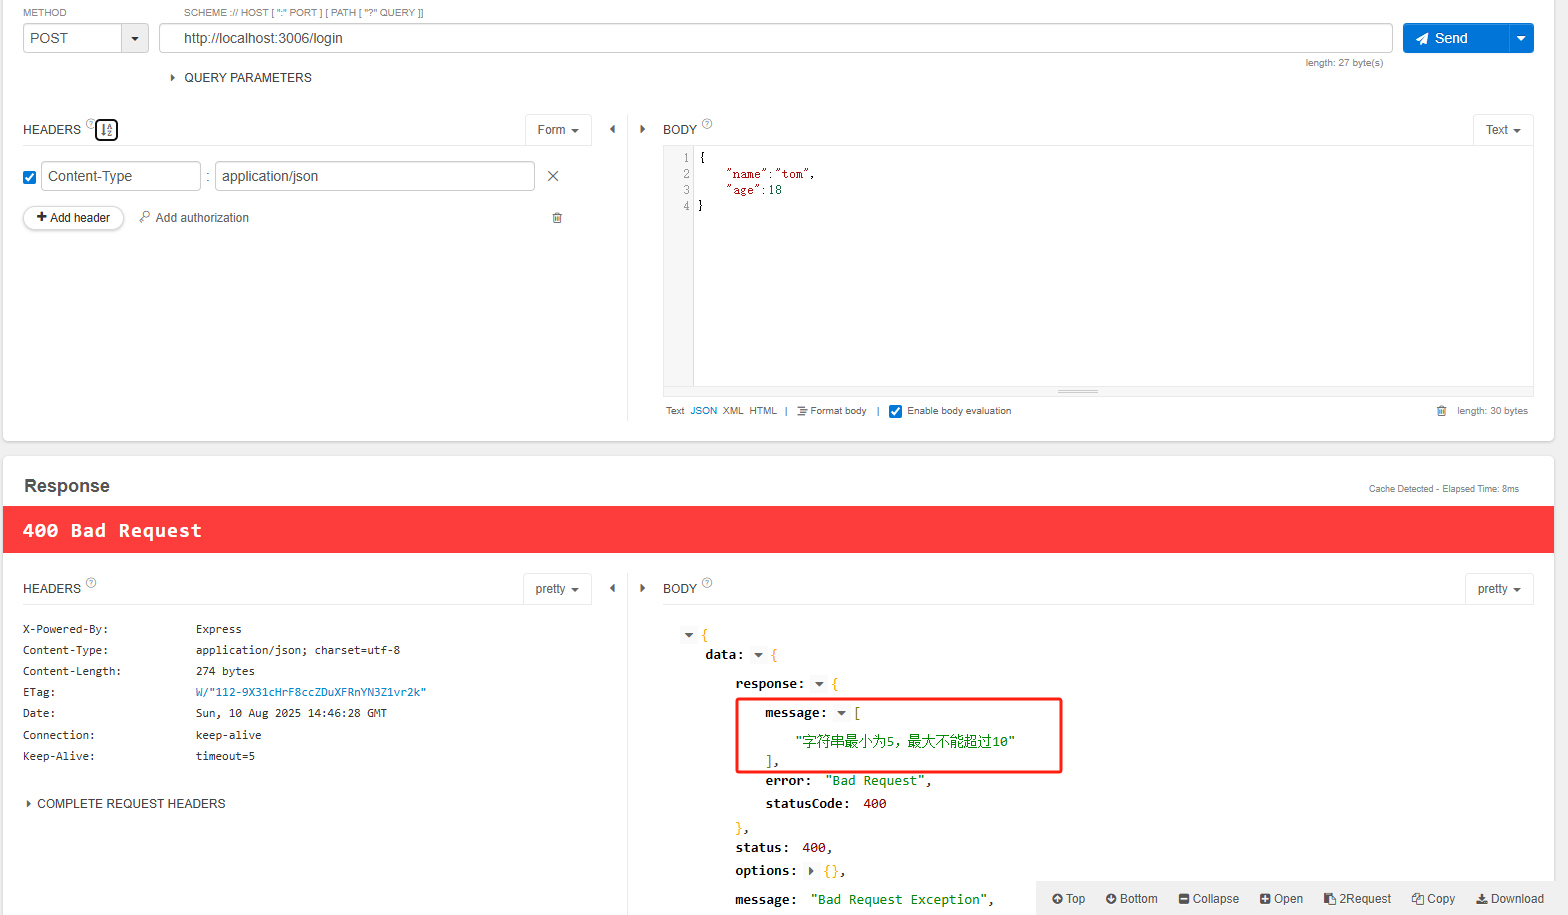 METHOD
SCHEME :// HOST [ ":" PORT ] [ PATH [ "?" QUERY ]]
POST
http://localhost:3006/login
Send
length: 27 byte(s)
QUERY PARAMETERS
HEADERS ?
Form
BODY ?
Text
Content-Type : application/json
Add header
Add authorization
1 {
2 "name":"tom",
3 "age":18
4 }
Text JSON XML HTML | Format body | Enable body evaluation
length: 30 bytes
Response
Cache Detected - Elapsed Time: 8ms
400 Bad Request
HEADERS ?
pretty
BODY ?
pretty
X-Powered-By: Express
Content-Type: application/json; charset=utf-8
Content-Length: 274 bytes
ETag: W/"112-9X31cHrF8ccZDuXFRnYN3Z1vr2k"
Date: Sun, 10 Aug 2025 14:46:28 GMT
Connection: keep-alive
Keep-Alive: timeout=5
COMPLETE REQUEST HEADERS
{
data: {
response: {
message: [
"字符串最小为5，最大不能超过10"
],
error: "Bad Request",
statusCode: 400
},
status: 400,
options: {},
message: "Bad Request Exception",
Top
Bottom
Collapse
Open
2Request
Copy
Download